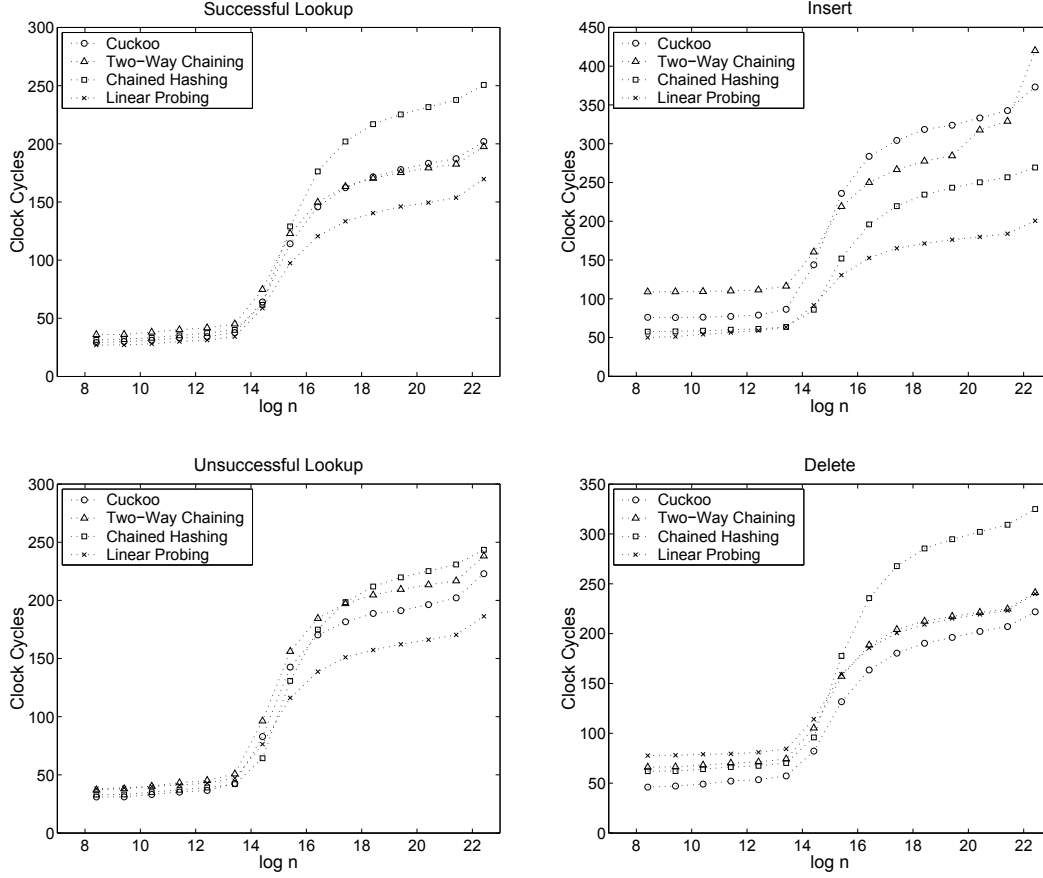 Successful Lookup
300
250
200
150
100
50
0
Clock Cycles
Cuckoo
Two−Way Chaining
Chained Hashing
Linear Probing
8 10 12 14 16 18 20 22
log n
Insert
450
400
350
300
250
200
150
100
50
0
Clock Cycles
Cuckoo
Two−Way Chaining
Chained Hashing
Linear Probing
8 10 12 14 16 18 20 22
log n
Unsuccessful Lookup
300
250
200
150
100
50
0
Clock Cycles
Cuckoo
Two−Way Chaining
Chained Hashing
Linear Probing
8 10 12 14 16 18 20 22
log n
Delete
350
300
250
200
150
100
50
0
Clock Cycles
Cuckoo
Two−Way Chaining
Chained Hashing
Linear Probing
8 10 12 14 16 18 20 22
log n